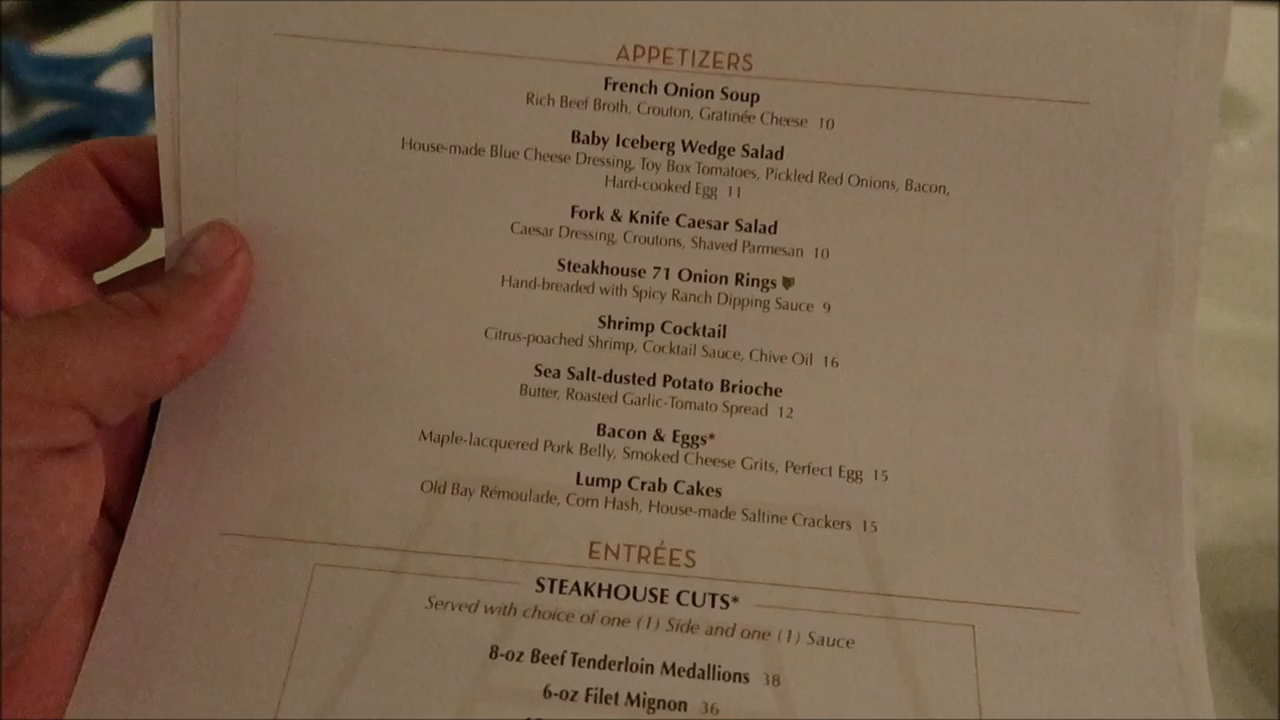 APPETIZERS
French Onion Soup
Rich Beef Broth, Crouton, Gratinée Cheese 10
Baby Iceberg Wedge Salad
House-made Blue Cheese Dressing, Toy Box Tomatoes, Pickled Red Onions, Bacon,
Hard-cooked Egg 11
Fork & Knife Caesar Salad
Caesar Dressing, Croutons, Shaved Parmesan 10
Steakhouse 71 Onion Rings
Hand-breaded with Spicy Ranch Dipping Sauce 9
Shrimp Cocktail
Citrus-poached Shrimp, Cocktail Sauce, Chive Oil 16
Sea Salt-dusted Potato Brioche
Butter, Roasted Garlic-Tomato Spread 12
Bacon & Eggs*
Maple-lacquered Pork Belly, Smoked Cheese Grits, Perfect Egg 15
Lump Crab Cakes
Old Bay Rémoulade, Corn Hash, House-made Saltine Crackers 15
ENTRÉES
STEAKHOUSE CUTS*
Served with choice of one (1) Side and one (1) Sauce
8-oz Beef Tenderloin Medallions 38
6-oz Filet Mignon 36